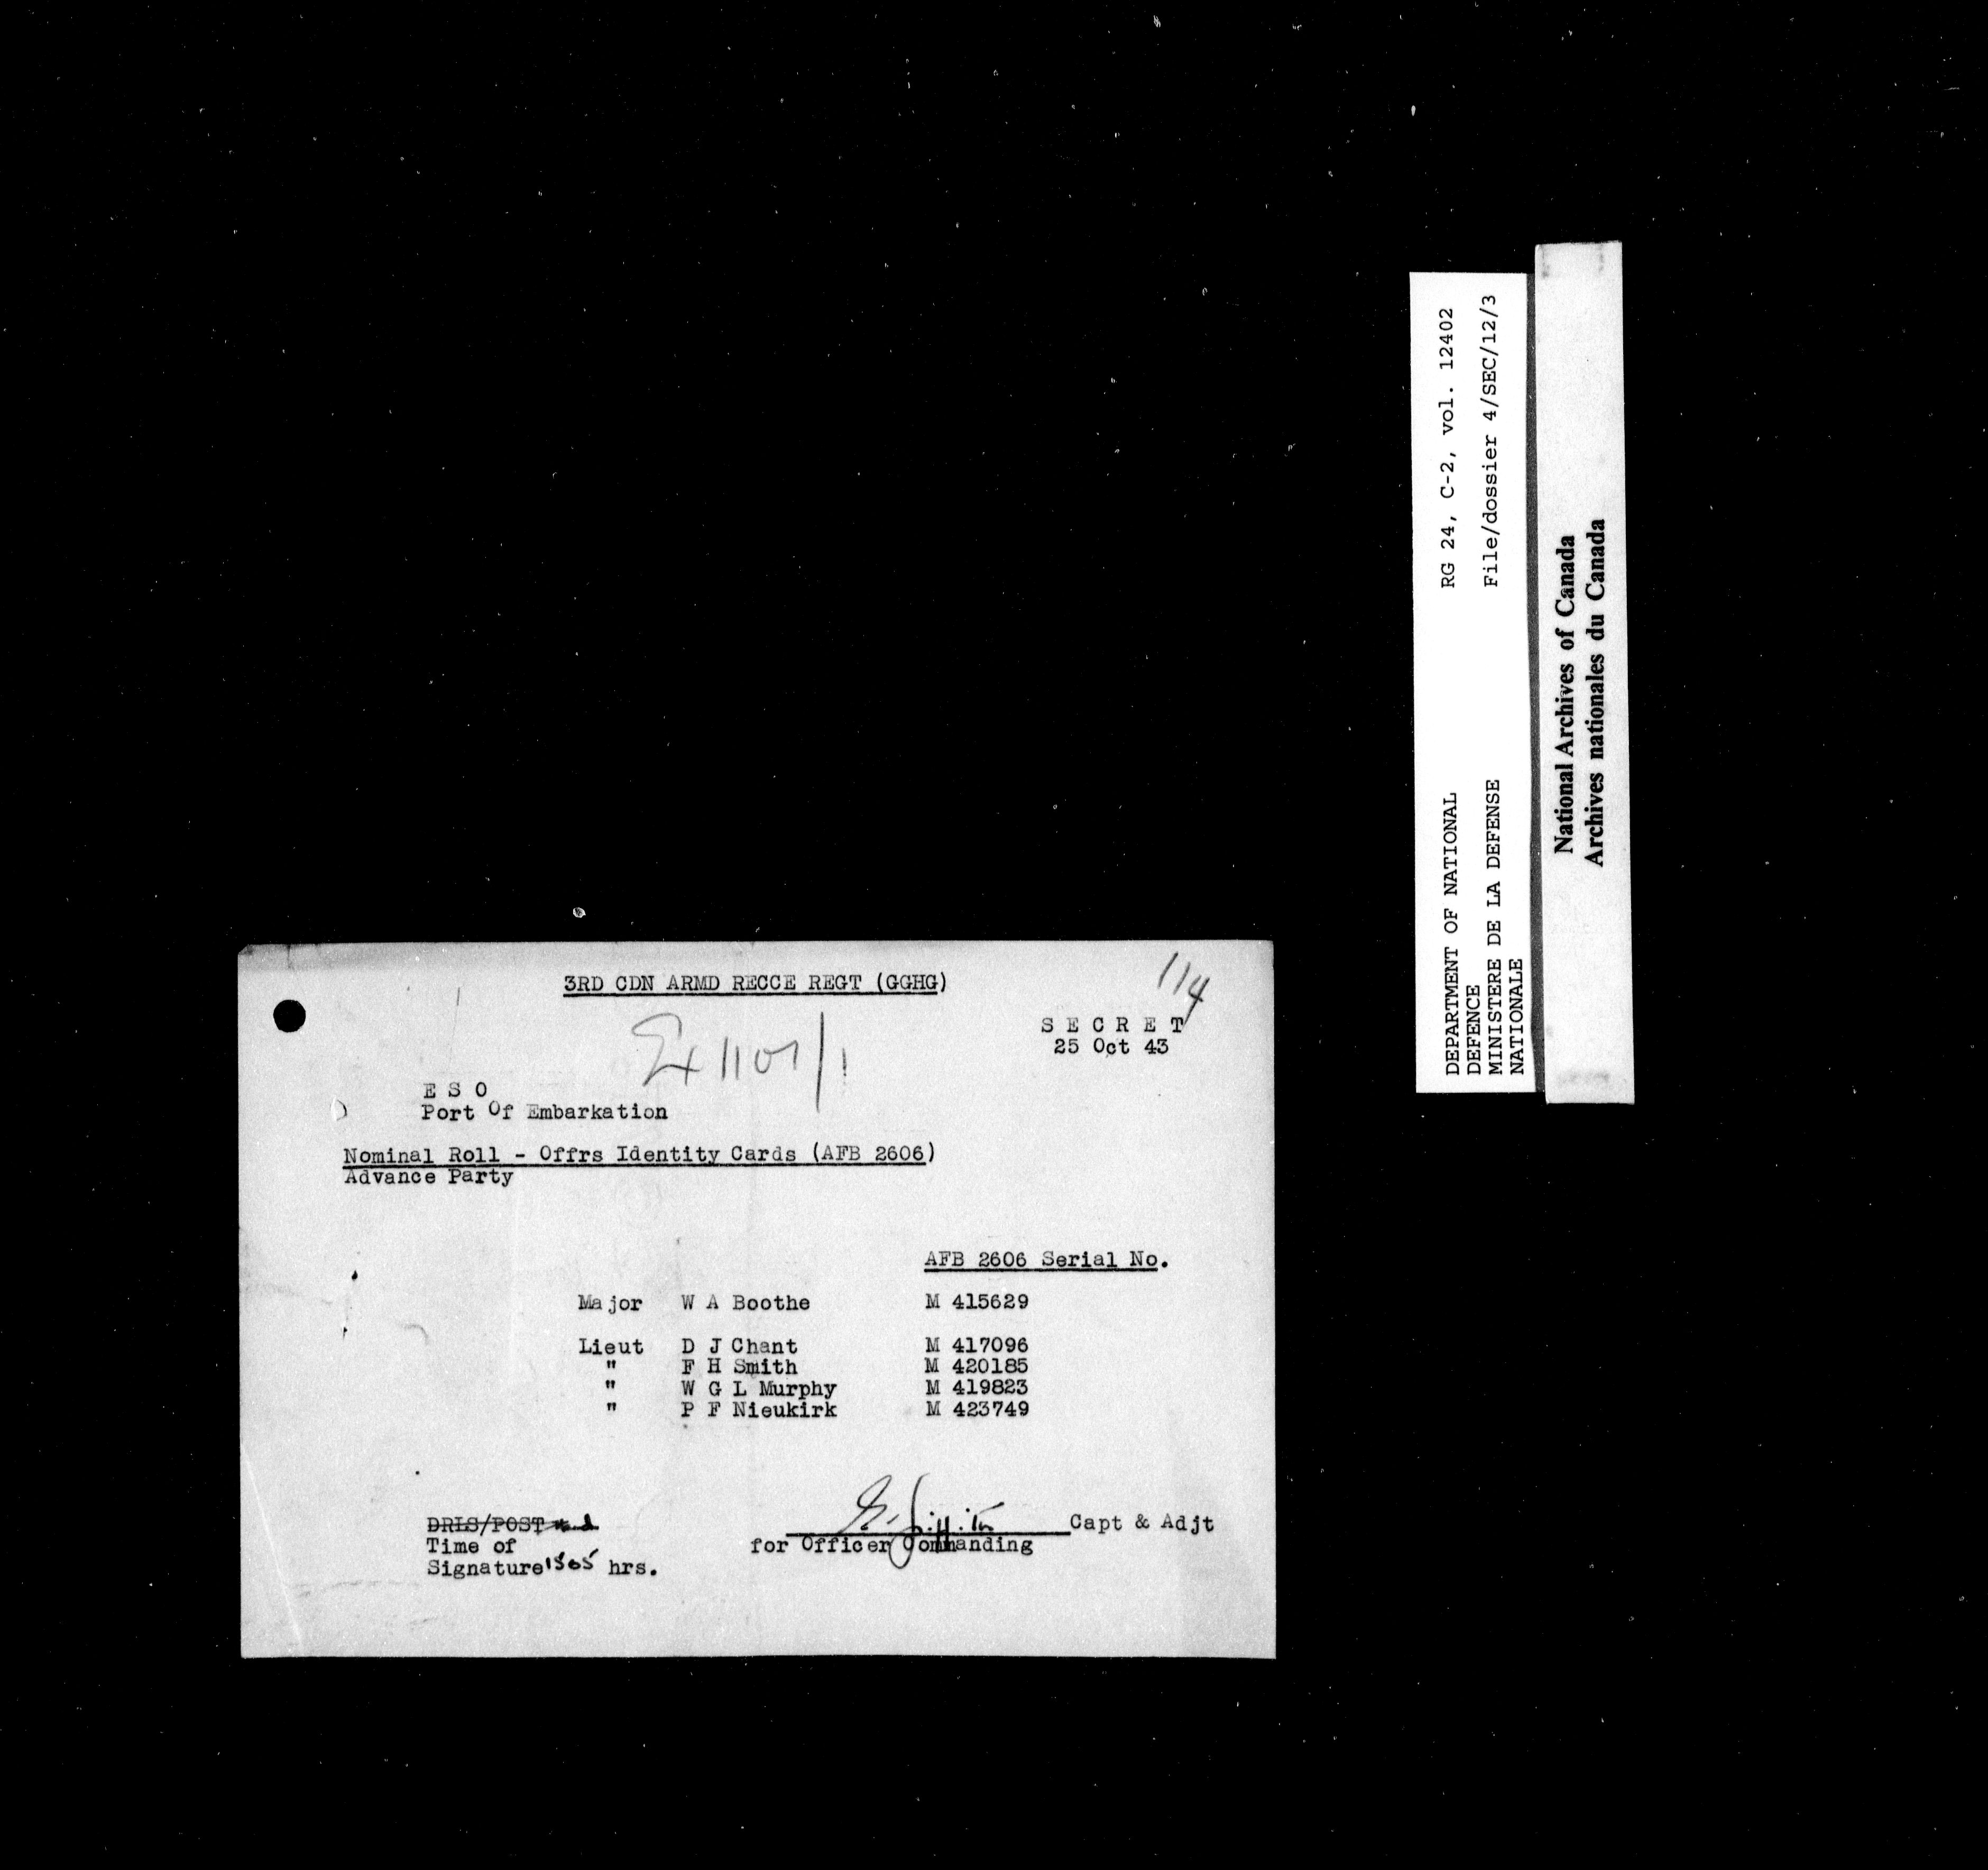 3RD CDN ARMD RECCE REGT (GGHG)
114
S E C R E T
25 Oct 43
E S O
Port Of Embarkation
Nominal Roll - Offrs Identity Cards (AFB 2606)
Advance Party
AFB 2606 Serial No.
Major W A Boothe M 415629
Lieut D J Chant M 417096
" F H Smith M 420185
" W G L Murphy M 419823
" P F Nieukirk M 423749
DRLS/POST
Time of
Signature 1505 hrs.
Capt & Adjt
for Officer Commanding
DEPARTMENT OF NATIONAL
DEFENCE
MINISTERE DE LA DEFENSE
NATIONALE
RG 24, C-2, vol. 12402
File/dossier 4/SEC/12/3
National Archives of Canada
Archives nationales du Canada